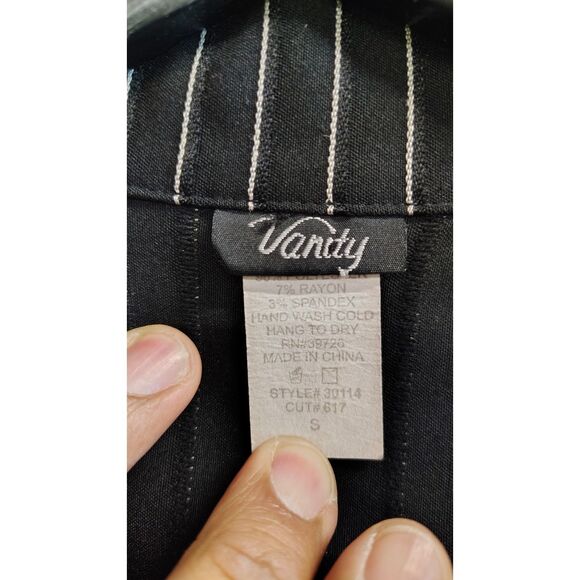 Vanity
7% RAYON
3% SPANDEX
HAND WASH COLD
HANG TO DRY
RN#39726
MADE IN CHINA
STYLE# 39114
CUT# 617
S